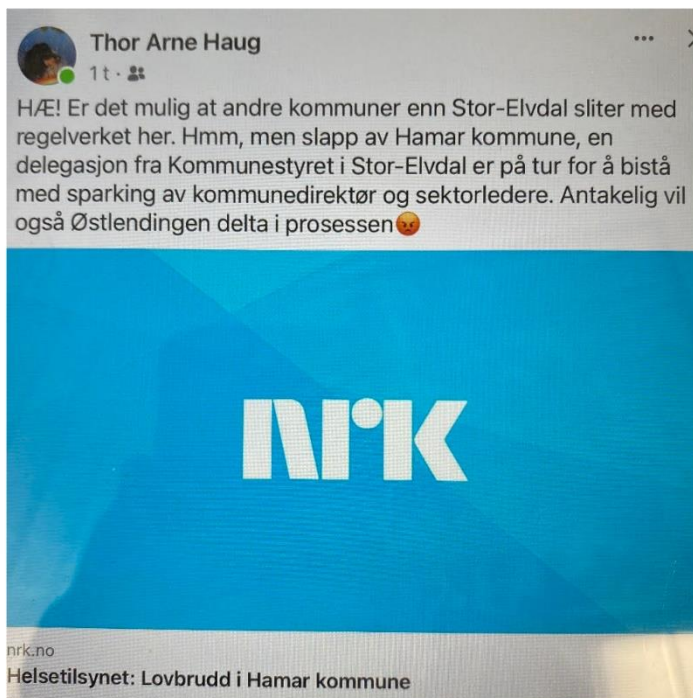 Thor Arne Haug
1 t ·
HÆ! Er det mulig at andre kommuner enn Stor-Elvdal sliter med
regelverket her. Hmm, men slapp av Hamar kommune, en
delegasjon fra Kommunestyret i Stor-Elvdal er på tur for å bistå
med sparking av kommunedirektør og sektorledere. Antakelig vil
også Østlendingen delta i prosessen😡
nrk
nrk.no
Helsetilsynet: Lovbrudd i Hamar kommune